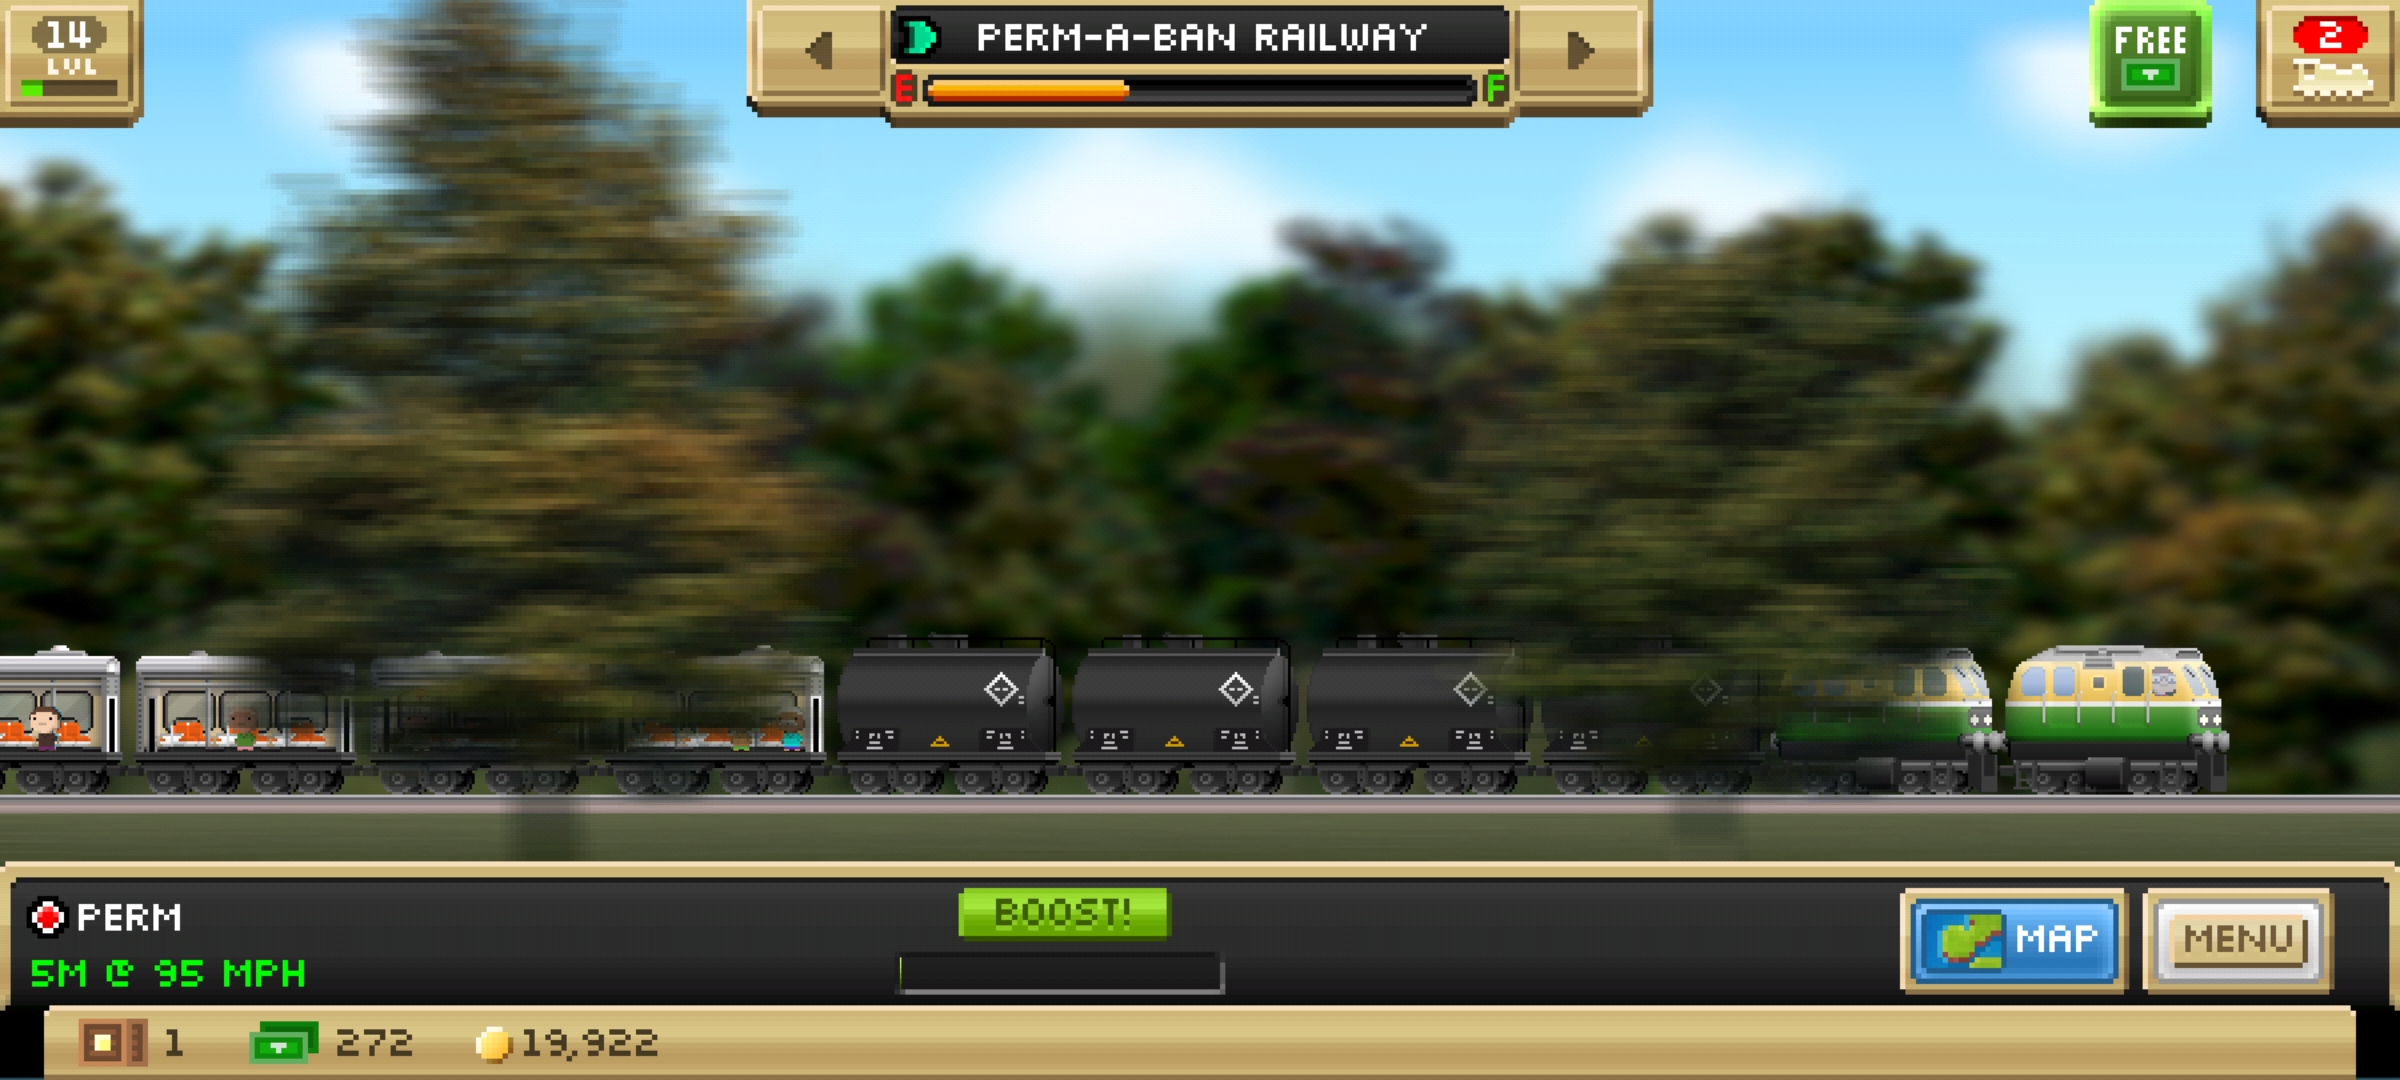 14
LVL
PERM-A-BAN RAILWAY
E F
FREE
2
PERM
5M @ 95 MPH
BOOST!
MAP
MENU
1
272
19,922